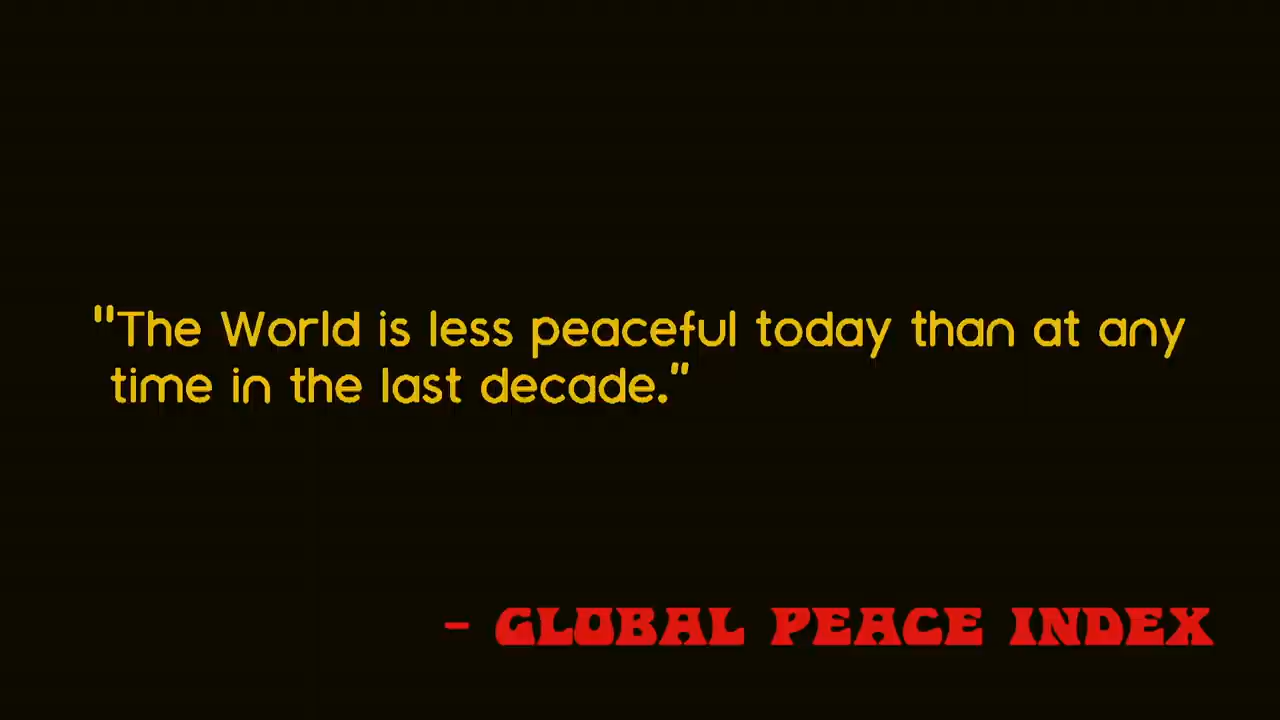 "The World is less peaceful today than at any
time in the last decade."
- GLOBAL PEACE INDEX